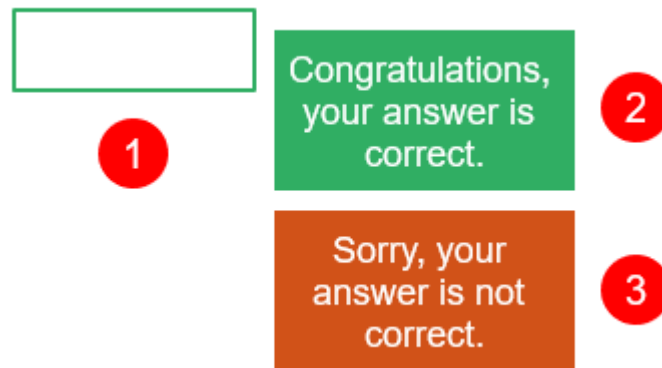 Congratulations,
your answer is
correct.
2
1
Sorry, your
answer is not
correct.
3